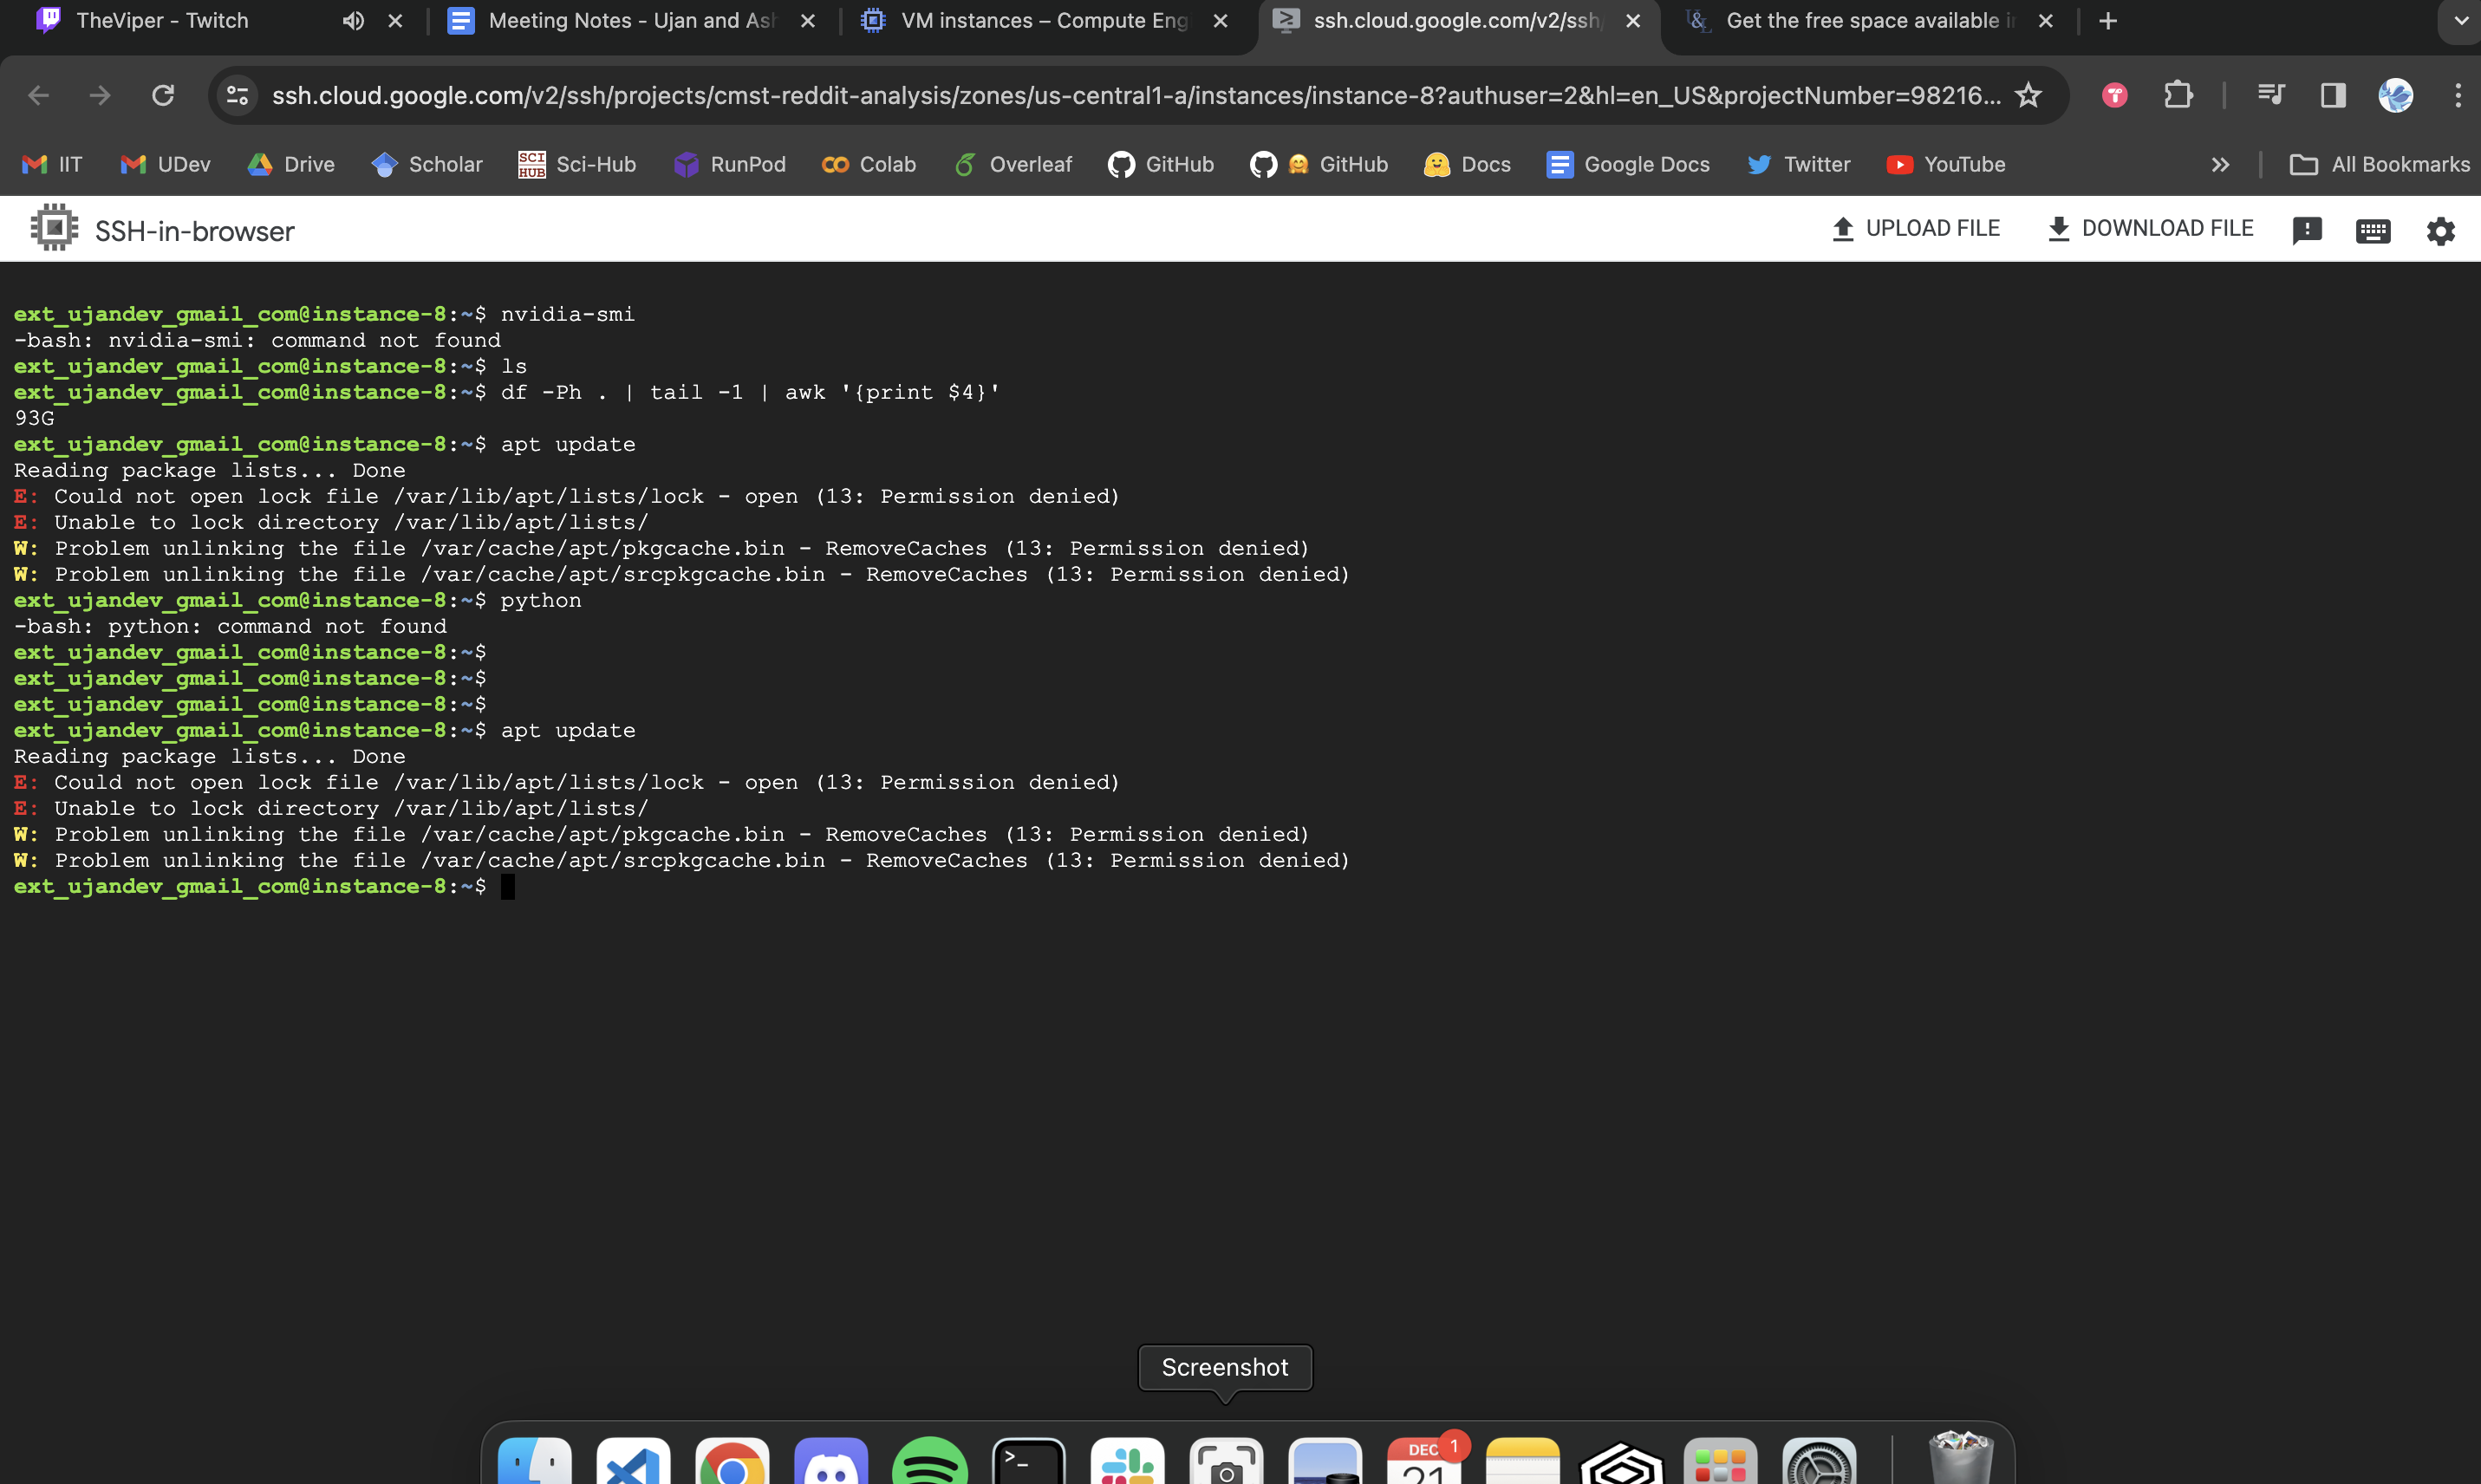 TheViper - Twitch
Meeting Notes - Ujan and Ash
VM instances – Compute Eng
ssh.cloud.google.com/v2/ssh/
Get the free space available in
ssh.cloud.google.com/v2/ssh/projects/cmst-reddit-analysis/zones/us-central1-a/instances/instance-8?authuser=2&hl=en_US&projectNumber=98216...
IIT
UDev
Drive
SCI HUB Sci-Hub
RunPod
Colab
Overleaf
GitHub
GitHub
Docs
Google Docs
Twitter
YouTube
All Bookmarks
SSH-in-browser
UPLOAD FILE
DOWNLOAD FILE
ext_ujandev_gmail_com@instance-8:~$ nvidia-smi
-bash: nvidia-smi: command not found
ext_ujandev_gmail_com@instance-8:~$ ls
ext_ujandev_gmail_com@instance-8:~$ df -Ph . | tail -1 | awk '{print $4}'
93G
ext_ujandev_gmail_com@instance-8:~$ apt update
Reading package lists... Done
E: Could not open lock file /var/lib/apt/lists/lock - open (13: Permission denied)
E: Unable to lock directory /var/lib/apt/lists/
W: Problem unlinking the file /var/cache/apt/pkgcache.bin - RemoveCaches (13: Permission denied)
W: Problem unlinking the file /var/cache/apt/srcpkgcache.bin - RemoveCaches (13: Permission denied)
ext_ujandev_gmail_com@instance-8:~$ python
-bash: python: command not found
ext_ujandev_gmail_com@instance-8:~$
ext_ujandev_gmail_com@instance-8:~$
ext_ujandev_gmail_com@instance-8:~$
ext_ujandev_gmail_com@instance-8:~$ apt update
Reading package lists... Done
E: Could not open lock file /var/lib/apt/lists/lock - open (13: Permission denied)
E: Unable to lock directory /var/lib/apt/lists/
W: Problem unlinking the file /var/cache/apt/pkgcache.bin - RemoveCaches (13: Permission denied)
W: Problem unlinking the file /var/cache/apt/srcpkgcache.bin - RemoveCaches (13: Permission denied)
ext_ujandev_gmail_com@instance-8:~$
Screenshot
DEC 1
21